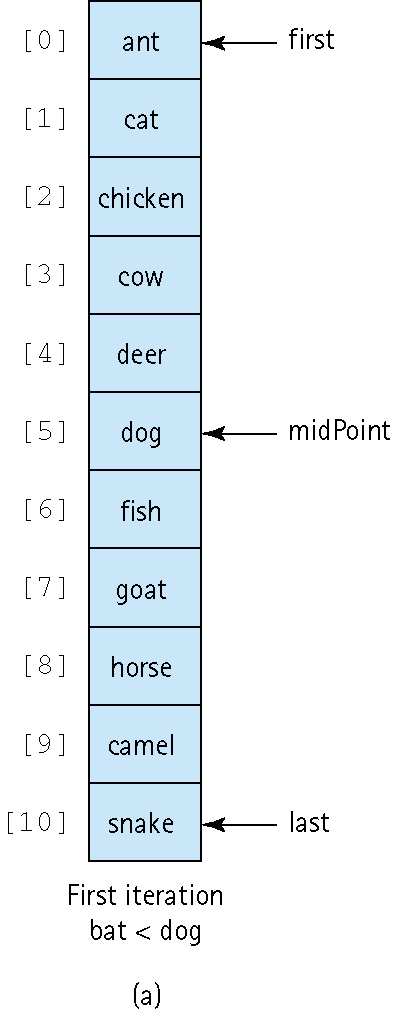 [0] ant first
[1] cat
[2] chicken
[3] cow
[4] deer
[5] dog midPoint
[6] fish
[7] goat
[8] horse
[9] camel
[10] snake last
First iteration
bat < dog
(a)